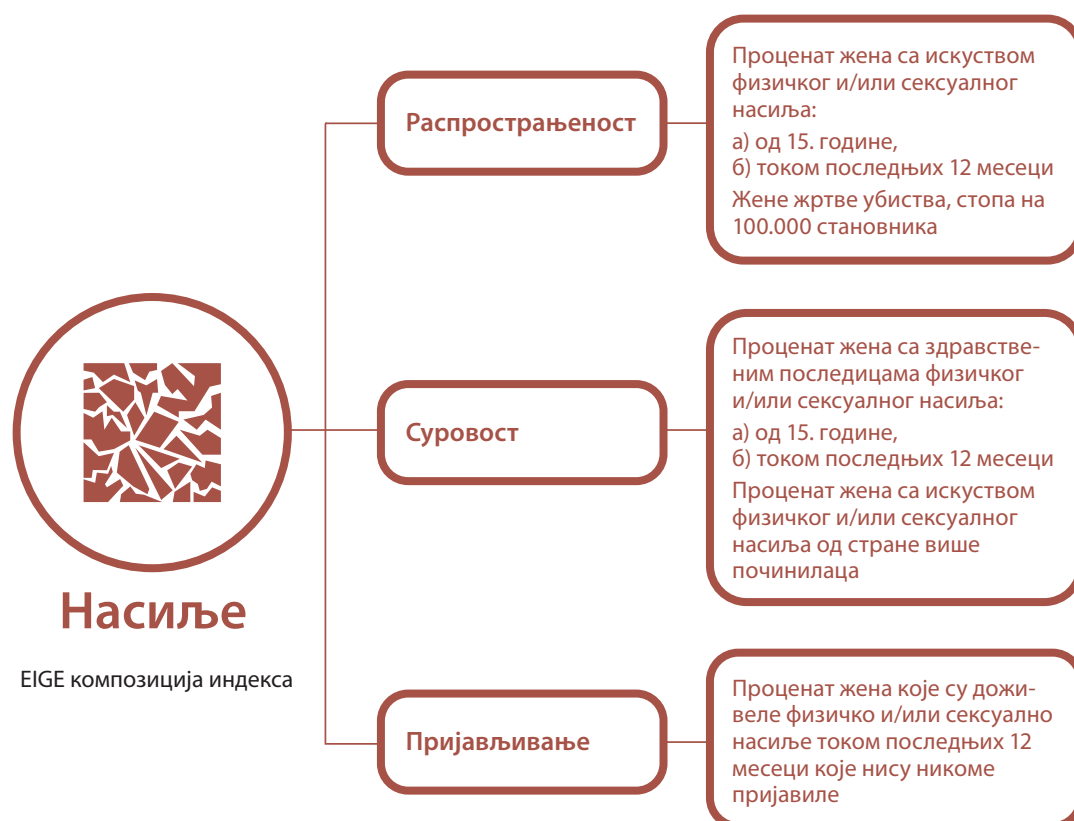 Распрострањеност
Проценат жена са искуством
физичког и/или сексуалног
насиља:
а) од 15. године,
б) током последњих 12 месеци
Жене жртве убиства, стопа на
100.000 становника
Насиље
EIGE композиција индекса
Суровост
Проценат жена са здравстве-
ним последицама физичког
и/или сексуалног насиља:
а) од 15. године,
б) током последњих 12 месеци
Проценат жена са искуством
физичког и/или сексуалног
насиља од стране више
починилаца
Пријављивање
Проценат жена које су дожи-
веле физичко и/или сексуално
насиље током последњих 12
месеци које нису никоме
пријавиле